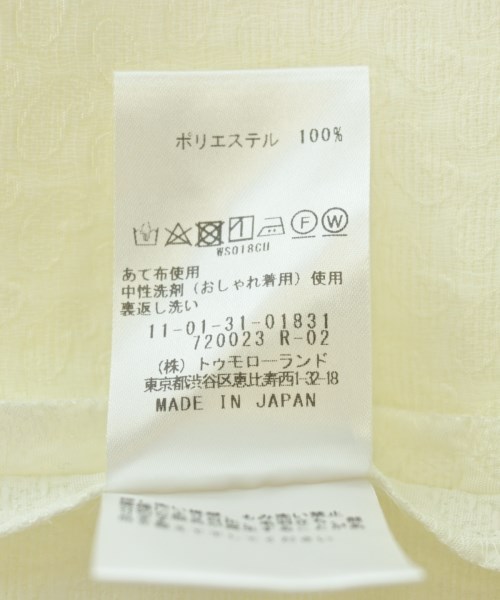 ポリエステル 100%
F W
WS018CU
あて布使用
中性洗剤（おしゃれ着用）使用
裏返し洗い
11-01-31-01831
720023 R-02
（株）トゥモローランド
東京都渋谷区恵比寿西1-32-18
MADE IN JAPAN